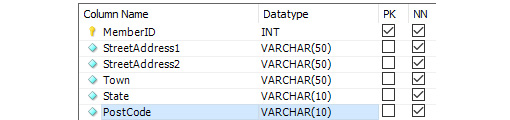 Column Name Datatype PK NN
MemberID INT
StreetAddress1 VARCHAR(50)
StreetAddress2 VARCHAR(50)
Town VARCHAR(50)
State VARCHAR(10)
PostCode VARCHAR(10)